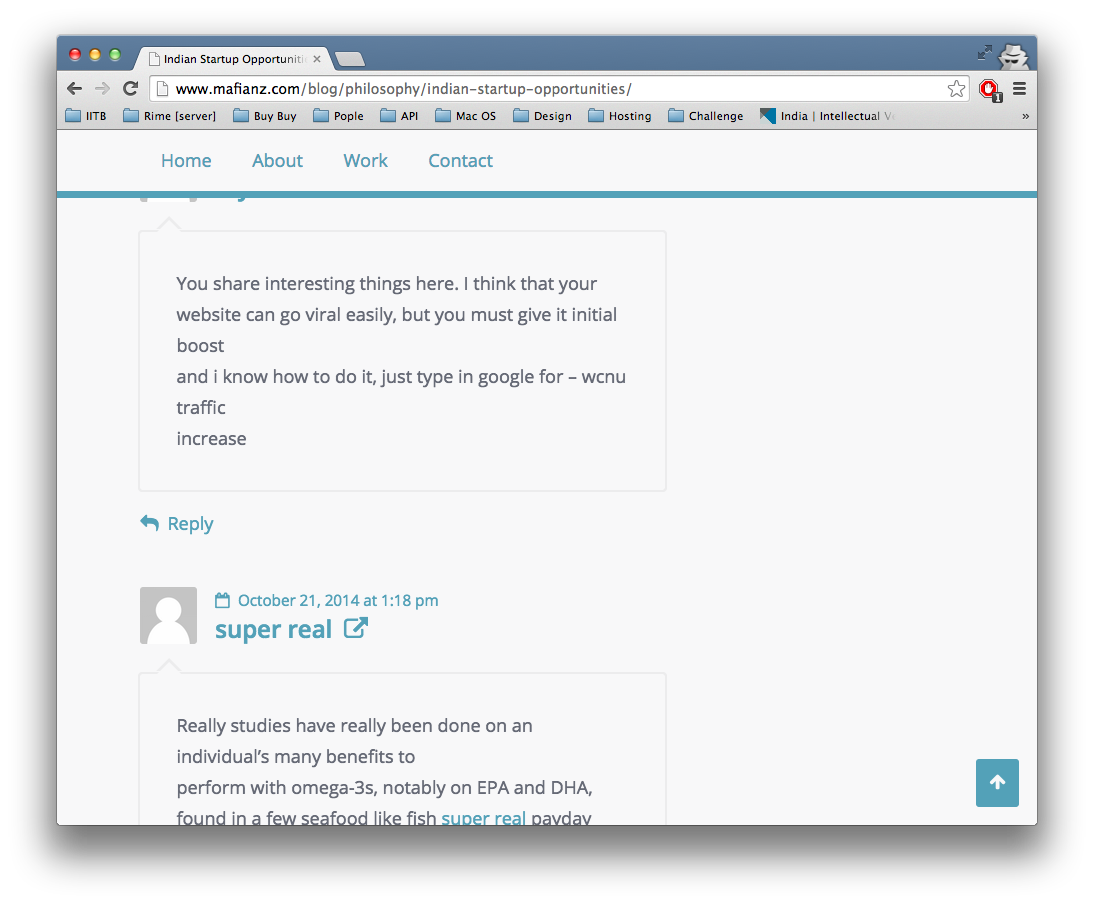 Indian Startup Opportuniti
www.mafianz.com/blog/philosophy/indian-startup-opportunities/
1
IITB Rime [server] Buy Buy Pople API Mac OS Design Hosting Challenge India | Intellectual V »
Home About Work Contact
You share interesting things here. I think that your
website can go viral easily, but you must give it initial
boost
and i know how to do it, just type in google for – wcnu
traffic
increase
Reply
October 21, 2014 at 1:18 pm
super real
Really studies have really been done on an
individual’s many benefits to
perform with omega-3s, notably on EPA and DHA,
found in a few seafood like fish super real payday